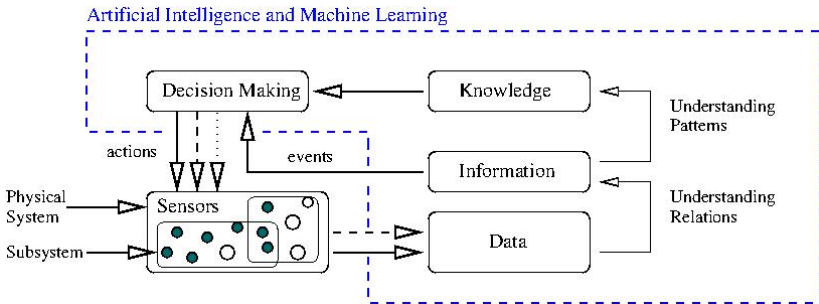 Artificial Intelligence and Machine Learning
Decision Making
Knowledge
Understanding
Patterns
actions
events
Information
Physical
System
Sensors
Understanding
Relations
Subsystem
Data